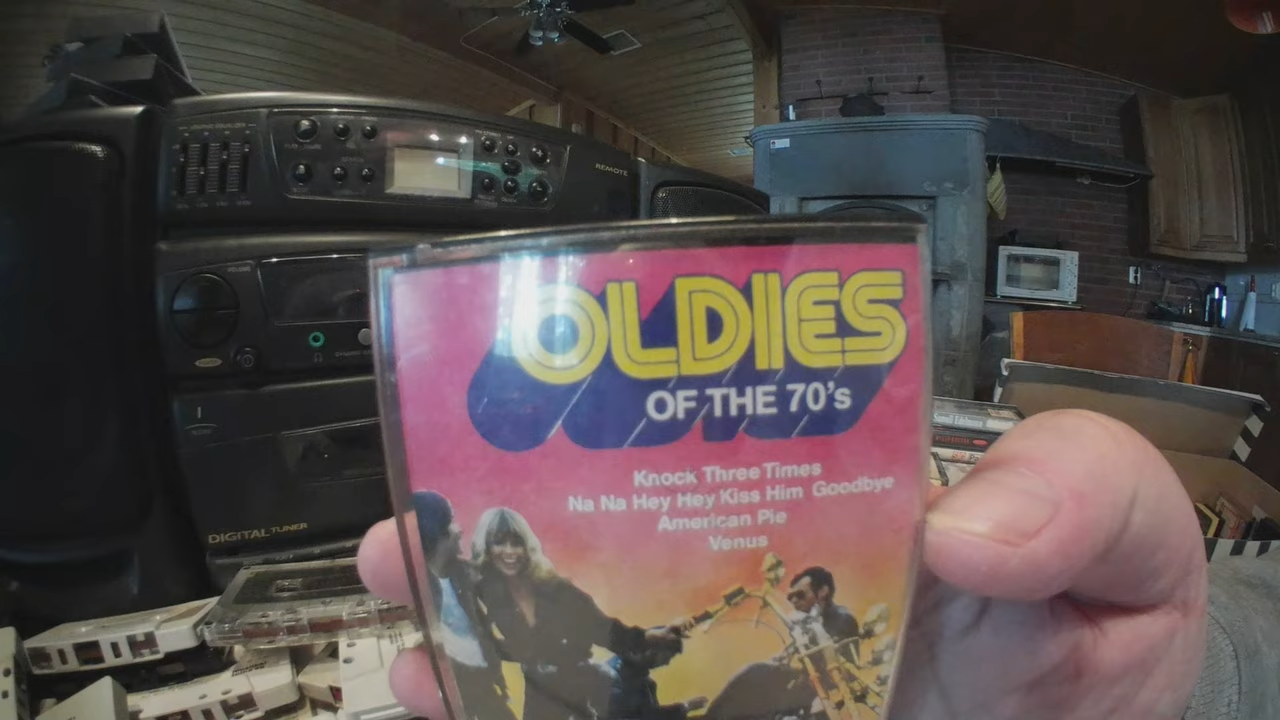 REMOTE
VOLUME
OLDIES
OF THE 70's
Knock Three Times
Na Na Hey Hey Kiss Him Goodbye
American Pie
Venus
DIGITAL TUNER